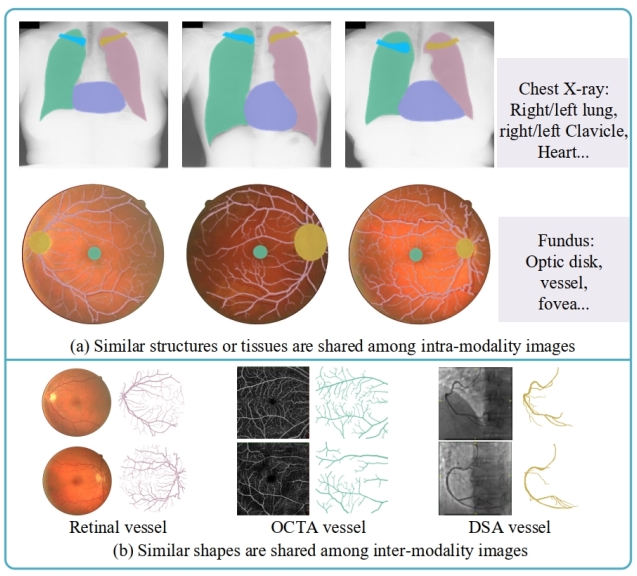 Chest X-ray:
Right/left lung,
right/left Clavicle,
Heart...
Fundus:
Optic disk,
vessel,
fovea...
(a) Similar structures or tissues are shared among intra-modality images
Retinal vessel
OCTA vessel
DSA vessel
(b) Similar shapes are shared among inter-modality images